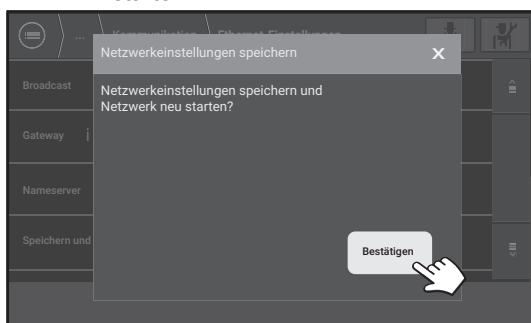 ... Kommunikation Ethernet-Einstellungen
Netzwerkeinstellungen speichern X
Broadcast
Netzwerkeinstellungen speichern und
Netzwerk neu starten?
Gateway i
Nameserver
Speichern und
Bestätigen